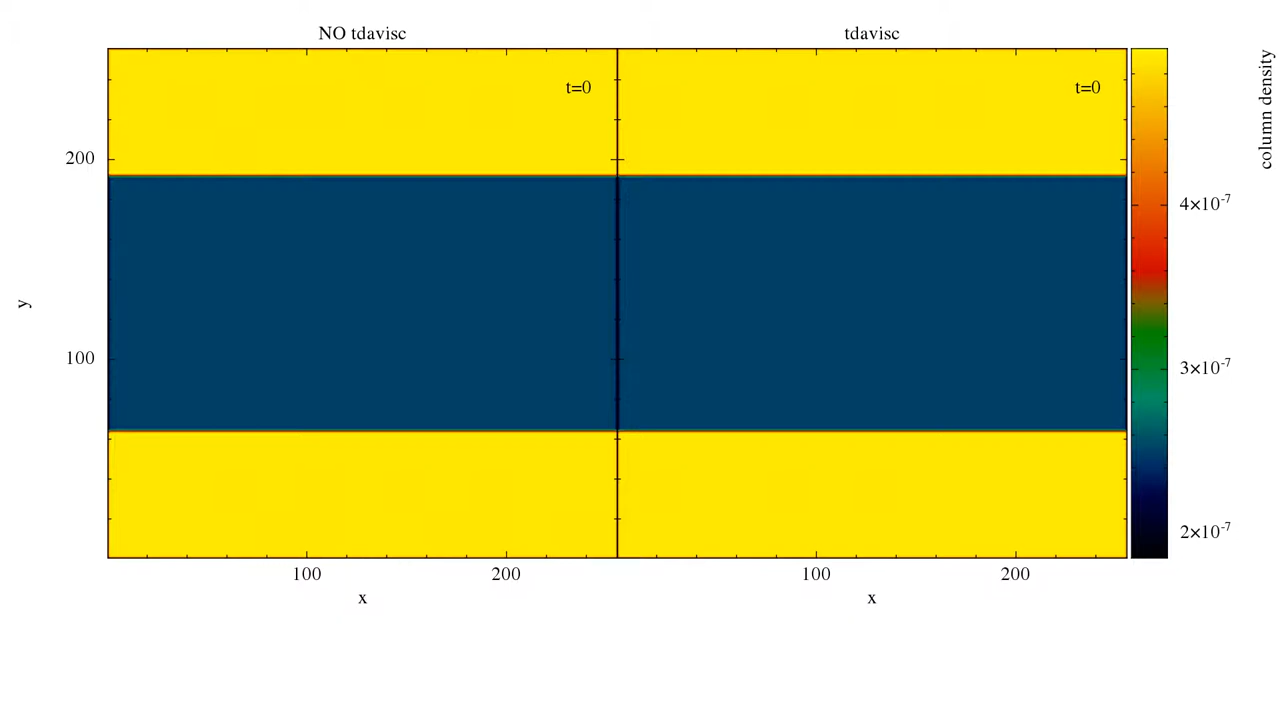 NO tdavisc
tdavisc
t=0
t=0
column density
200
100
y
4×10⁻⁷
3×10⁻⁷
2×10⁻⁷
100
200
100
200
x
x